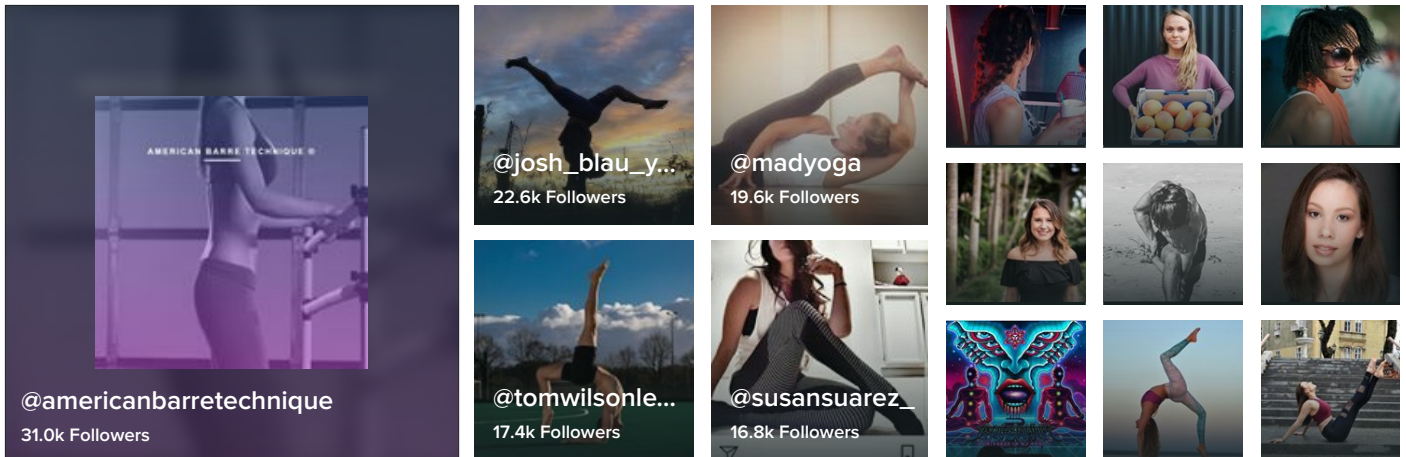 AMERICAN BARRE TECHNIQUE ®
@americanbarretechnique
31.0k Followers
@josh_blau_y...
22.6k Followers
@madyoga
19.6k Followers
@tomwilsonle...
17.4k Followers
@susansuarez_
16.8k Followers